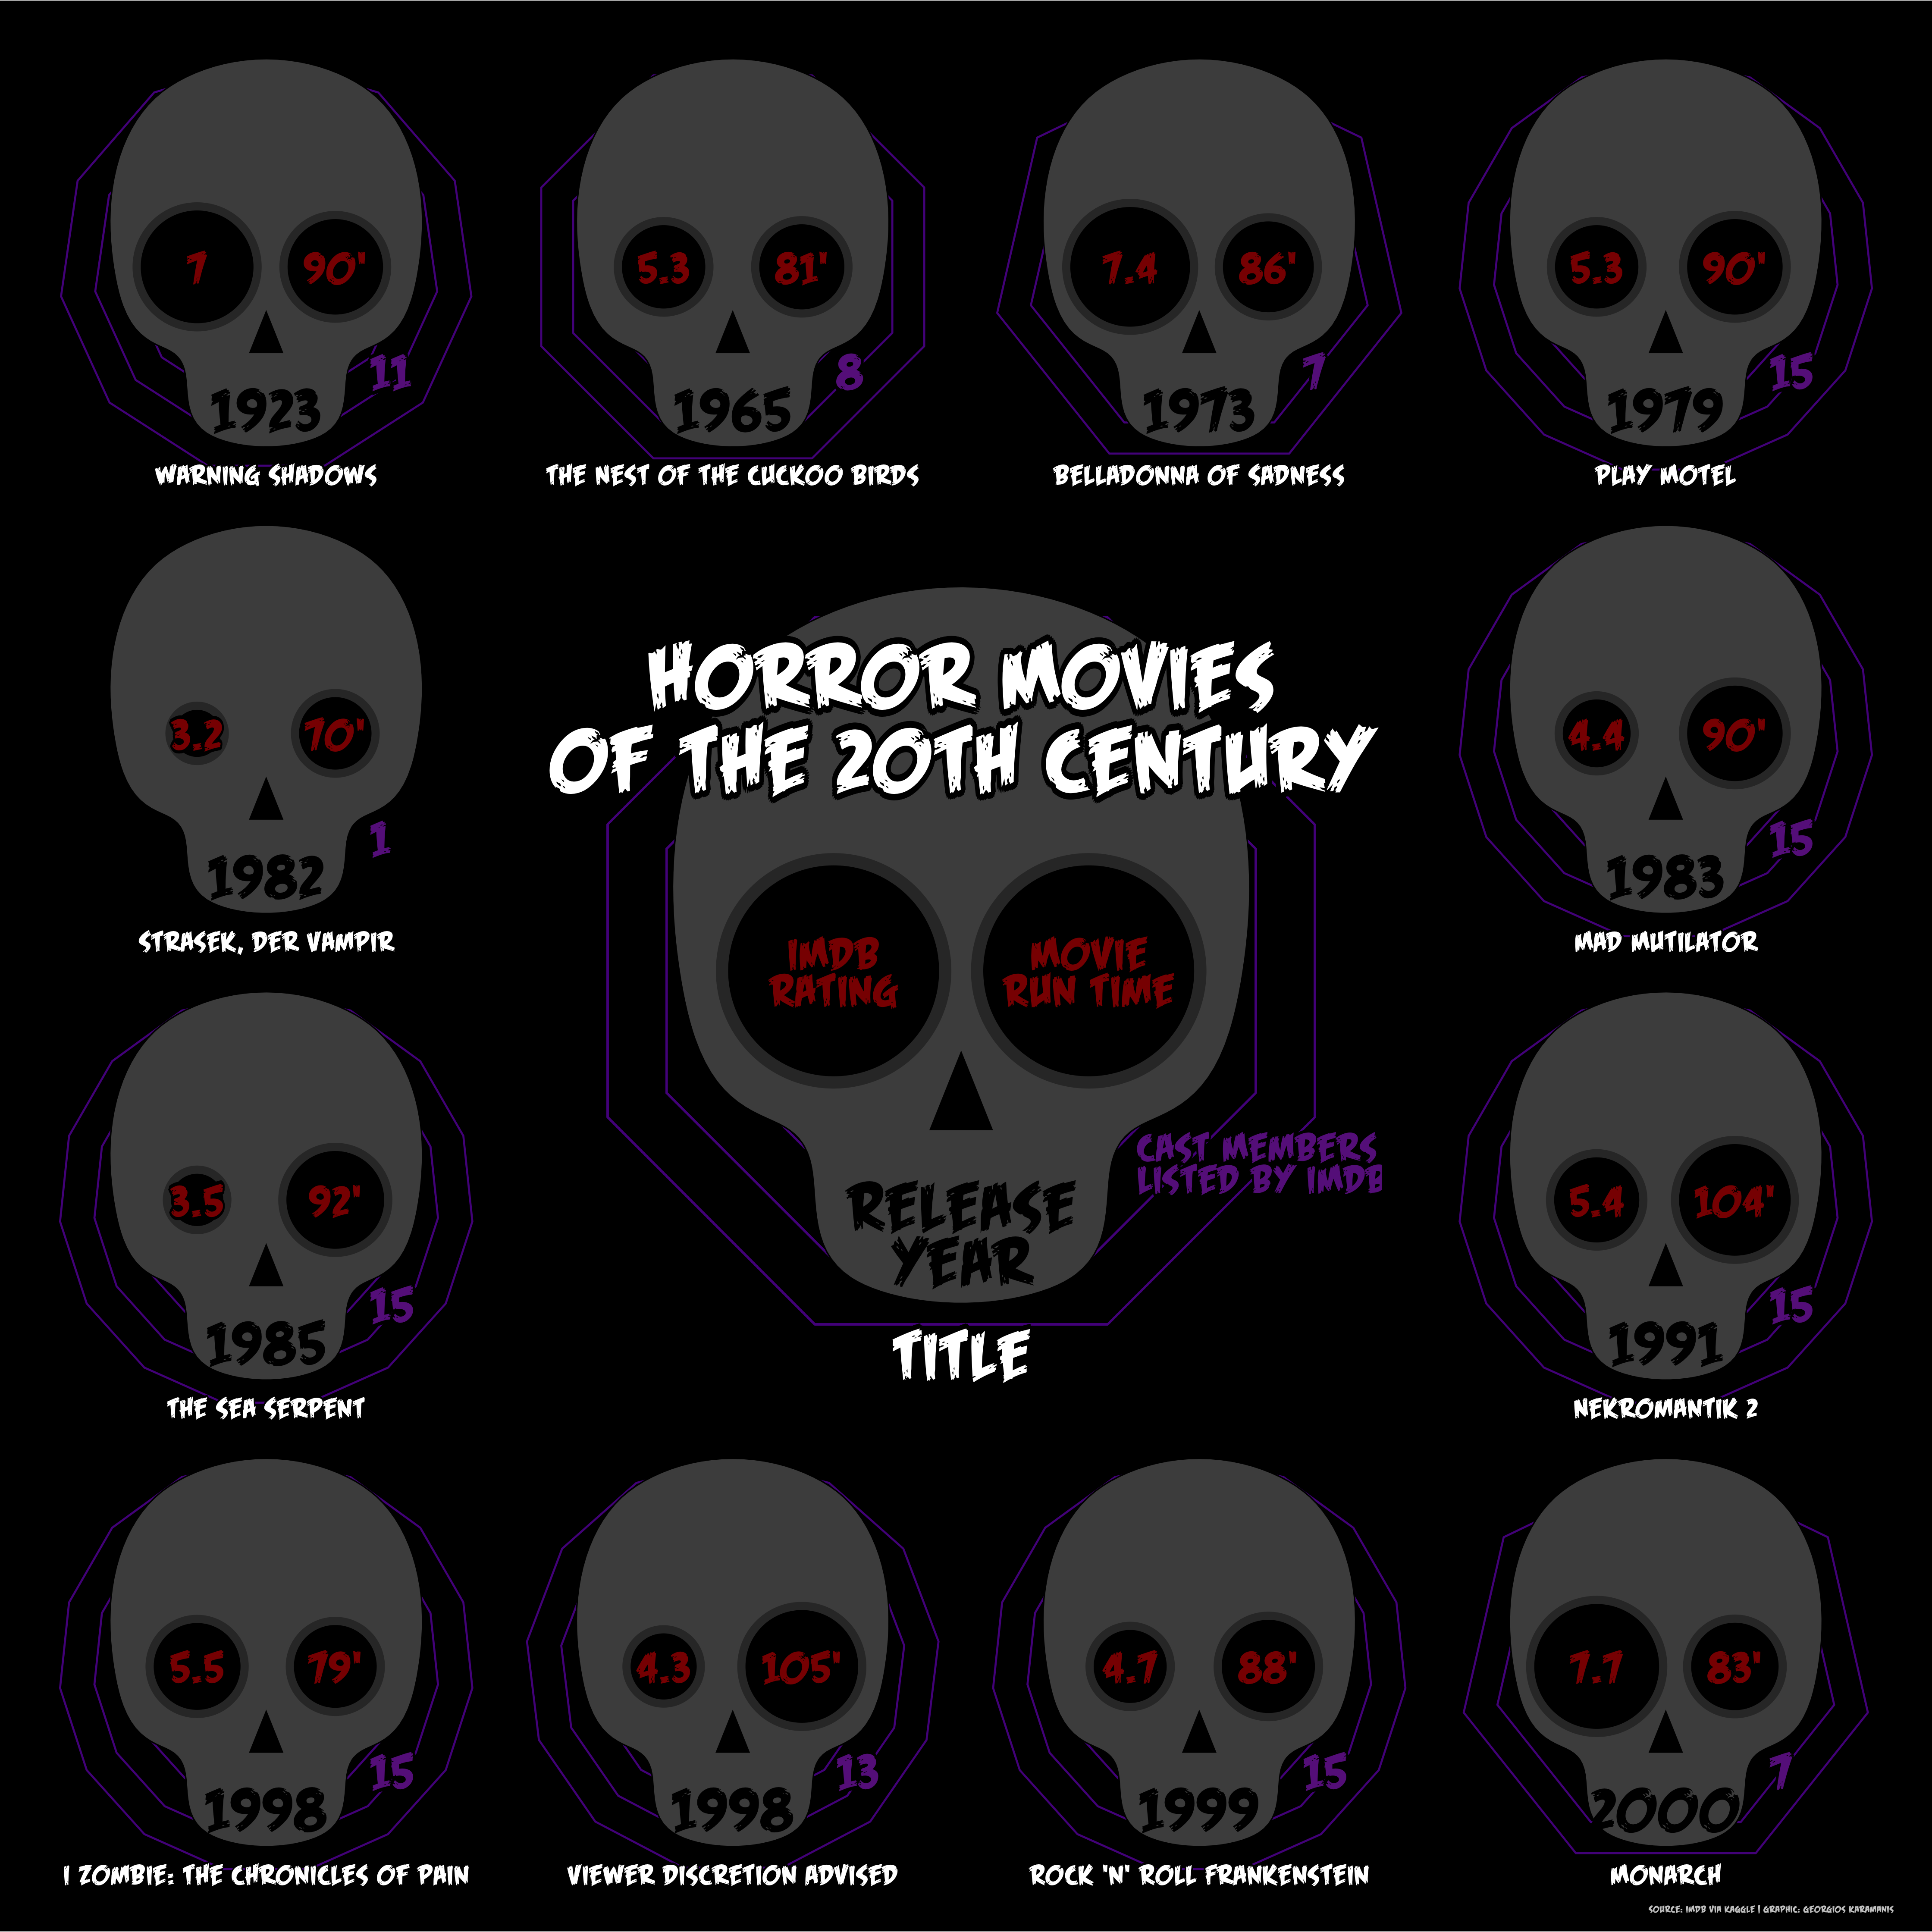 7
90'
11
1923
WARNING SHADOWS
5.3
81'
8
1965
THE NEST OF THE CUCKOO BIRDS
7.4
86'
7
1973
BELLADONNA OF SADNESS
5.3
90'
15
1979
PLAY MOTEL
3.2
70'
1
1982
STRASEK, DER VAMPIR
HORROR MOVIES
OF THE 20TH CENTURY
IMDB
RATING
MOVIE
RUN TIME
CAST MEMBERS
LISTED BY IMDB
RELEASE
YEAR
TITLE
4.4
90'
15
1983
MAD MUTILATOR
3.5
92'
15
1985
THE SEA SERPENT
5.4
104'
15
1991
NEKROMANTIK 2
5.5
79'
15
1998
I ZOMBIE: THE CHRONICLES OF PAIN
4.3
105'
13
1998
VIEWER DISCRETION ADVISED
4.7
88'
15
1999
ROCK 'N' ROLL FRANKENSTEIN
7.7
83'
7
2000
MONARCH
SOURCE: IMDB VIA KAGGLE | GRAPHIC: GEORGIOS KARAMANIS